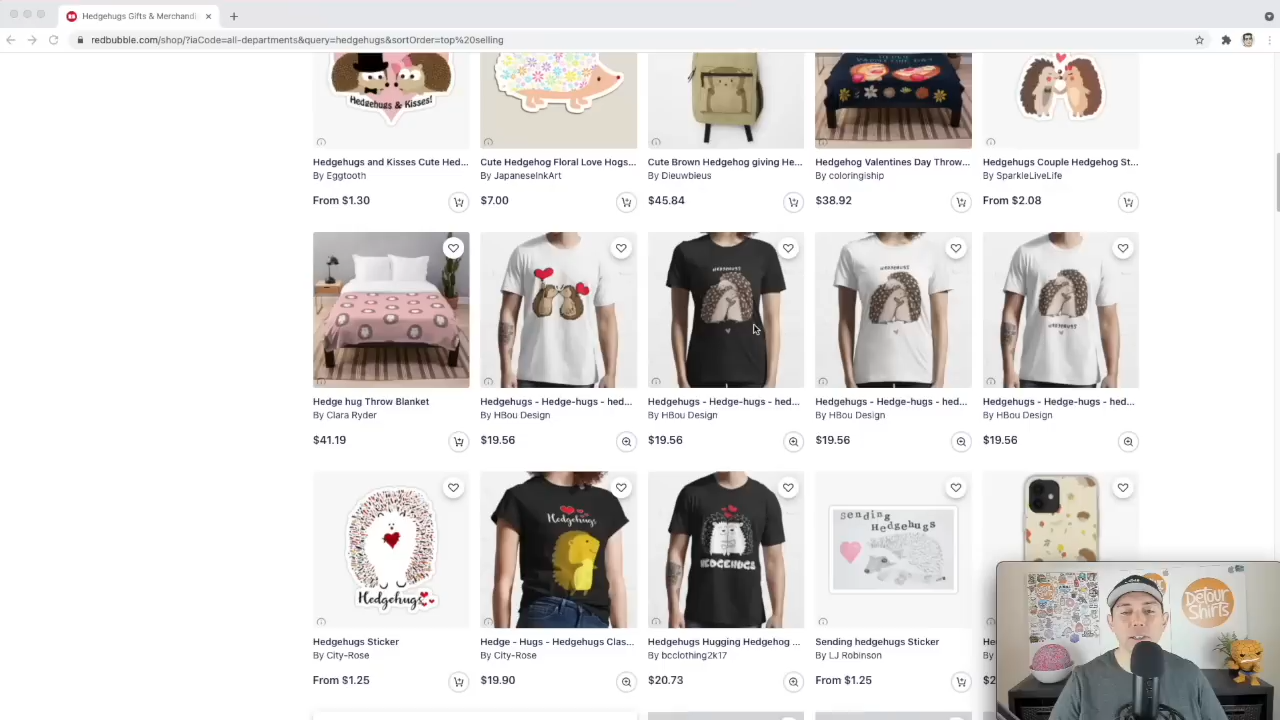 Hedgehugs Gifts & Merchandi
redbubble.com/shop/?iaCode=all-departments&query=hedgehugs&sortOrder=top%20selling
Hedgehugs & Kisses!
Hedgehugs and Kisses Cute Hed...
By Eggtooth
From $1.30
Cute Hedgehog Floral Love Hogs...
By JapaneseInkArt
$7.00
Cute Brown Hedgehog giving He...
By Dieuwbieus
$45.84
Hedgehog Valentines Day Throw...
By coloringiship
$38.92
Hedgehugs Couple Hedgehog St...
By SparkleLiveLife
From $2.08
Hedge hug Throw Blanket
By Clara Ryder
$41.19
HEDGEHUGS
Hedgehugs - Hedge-hugs - hed...
By HBou Design
$19.56
HEDGEHUGS
Hedgehugs - Hedge-hugs - hed...
By HBou Design
$19.56
HEDGEHUGS
Hedgehugs - Hedge-hugs - hed...
By HBou Design
$19.56
Hedgehugs - Hedge-hugs - hed...
By HBou Design
$19.56
Hedgehugs
Hedgehugs Sticker
By City-Rose
From $1.25
Hedgehugs
Hedge - Hugs - Hedgehugs Clas...
By City-Rose
$19.90
HEDGEHUGS
Hedgehugs Hugging Hedgehog ...
By bcclothing2k17
$20.73
Sending
Hedgehugs
Sending hedgehugs Sticker
By LJ Robinson
From $1.25
DeTour
SHIRTS